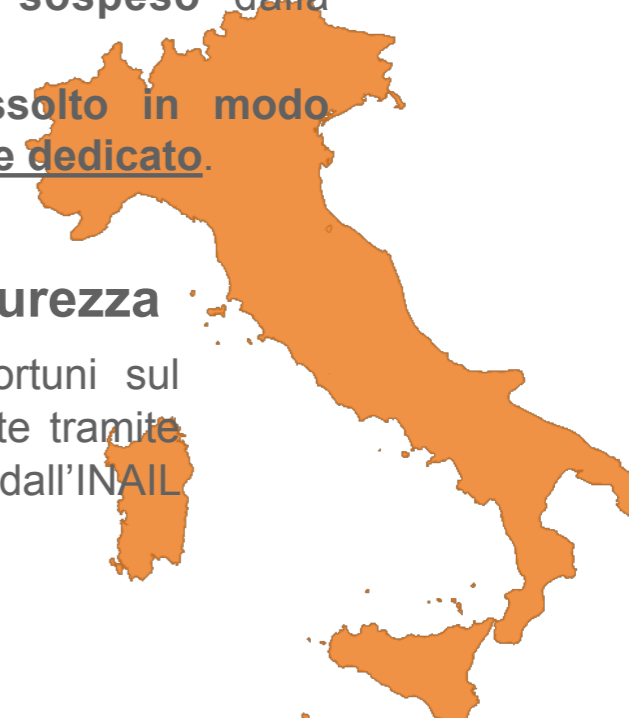 sospeso dalla
ssolto in modo
e dedicato.
urezza
ortuni sul
te tramite
dall’INAIL